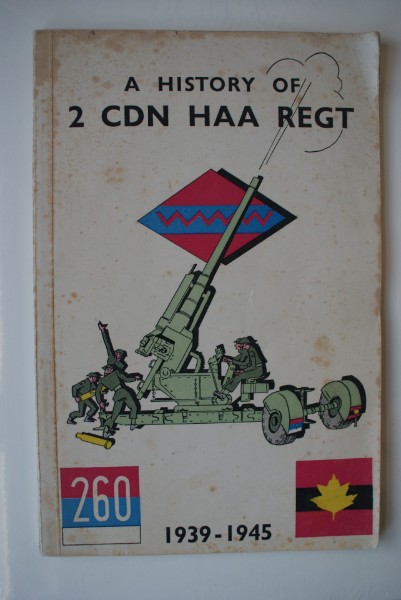 A HISTORY OF
2 CDN HAA REGT
260
1939-1945